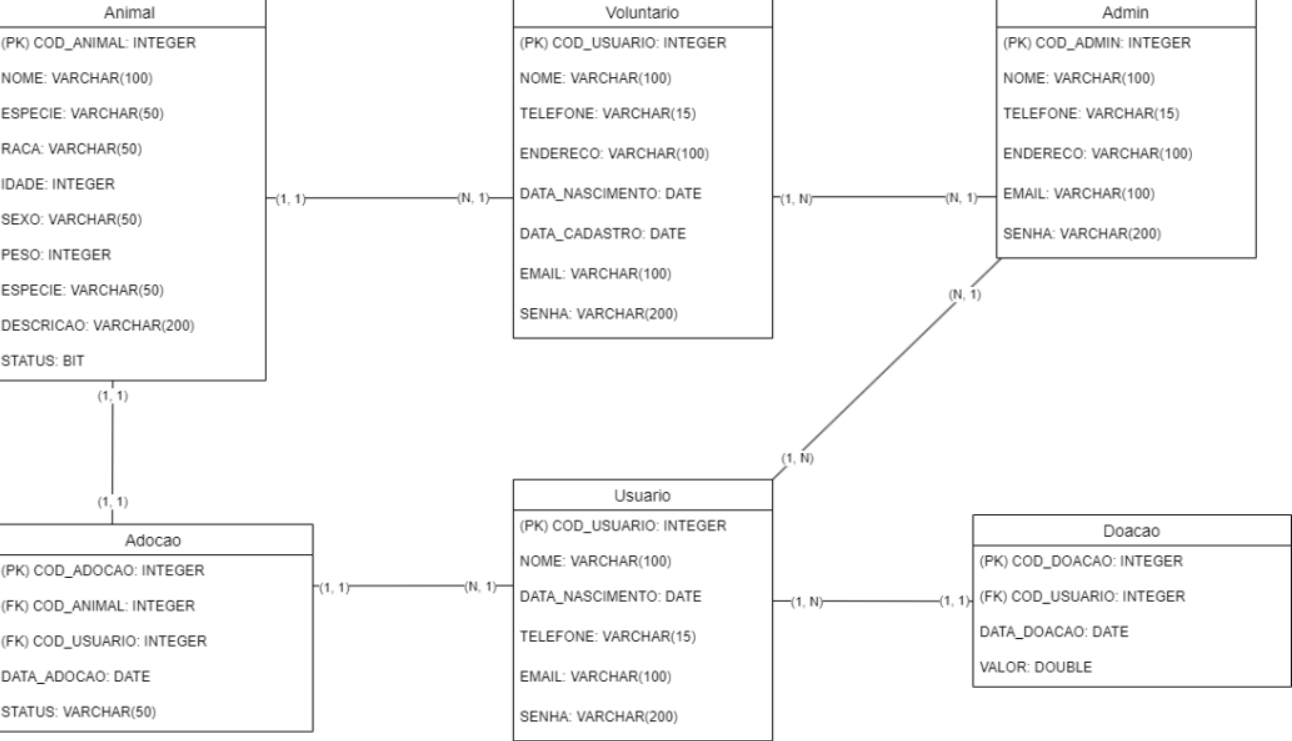 Animal
(PK) COD_ANIMAL: INTEGER
NOME: VARCHAR(100)
ESPECIE: VARCHAR(50)
RACA: VARCHAR(50)
IDADE: INTEGER
SEXO: VARCHAR(50)
PESO: INTEGER
ESPECIE: VARCHAR(50)
DESCRICAO: VARCHAR(200)
STATUS: BIT
(1, 1)
(N, 1)
Voluntario
(PK) COD_USUARIO: INTEGER
NOME: VARCHAR(100)
TELEFONE: VARCHAR(15)
ENDERECO: VARCHAR(100)
DATA_NASCIMENTO: DATE
DATA_CADASTRO: DATE
EMAIL: VARCHAR(100)
SENHA: VARCHAR(200)
(1, N)
(N, 1)
Admin
(PK) COD_ADMIN: INTEGER
NOME: VARCHAR(100)
TELEFONE: VARCHAR(15)
ENDERECO: VARCHAR(100)
EMAIL: VARCHAR(100)
SENHA: VARCHAR(200)
(N, 1)
(1, N)
(1, 1)
(1, 1)
Adocao
(PK) COD_ADOCAO: INTEGER
(FK) COD_ANIMAL: INTEGER
(FK) COD_USUARIO: INTEGER
DATA_ADOCAO: DATE
STATUS: VARCHAR(50)
(1, 1)
(N, 1)
Usuario
(PK) COD_USUARIO: INTEGER
NOME: VARCHAR(100)
DATA_NASCIMENTO: DATE
TELEFONE: VARCHAR(15)
EMAIL: VARCHAR(100)
SENHA: VARCHAR(200)
(1, N)
(1, 1)
Doacao
(PK) COD_DOACAO: INTEGER
(FK) COD_USUARIO: INTEGER
DATA_DOACAO: DATE
VALOR: DOUBLE